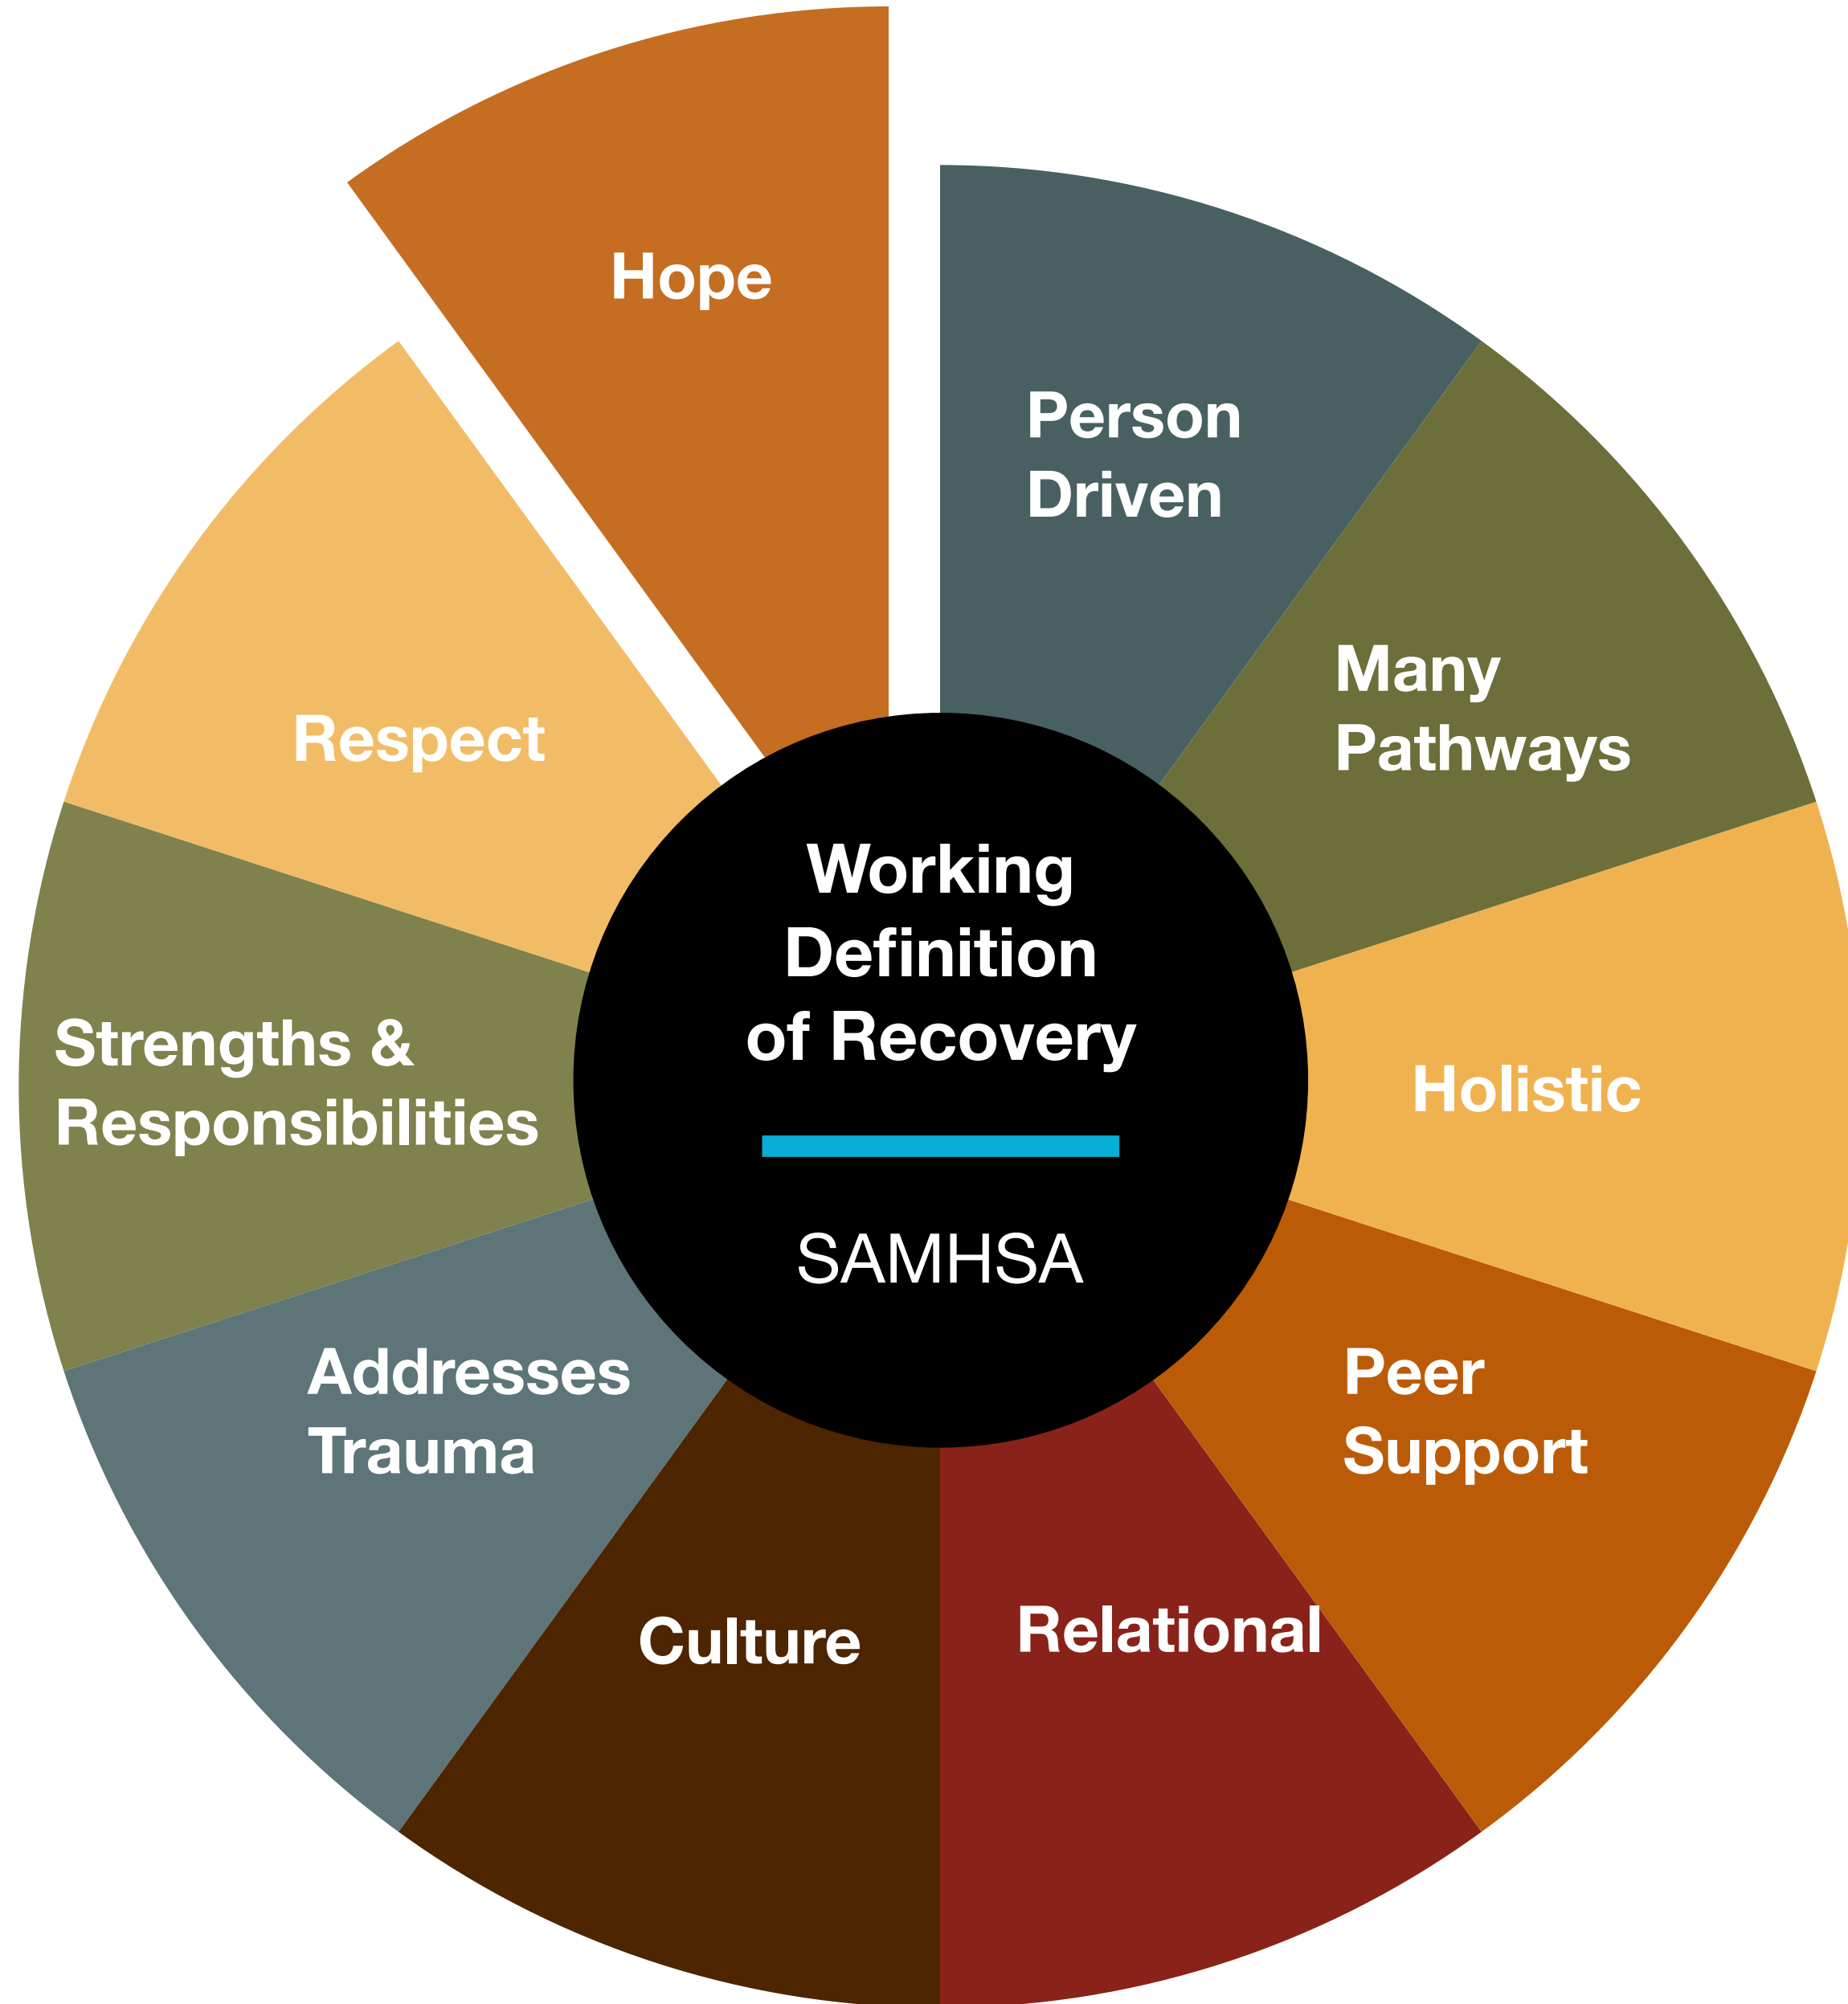 Hope
Person
Driven
Many
Pathways
Respect
Working
Definition
of Recovery
SAMHSA
Strengths &
Responsibilities
Holistic
Addresses
Trauma
Peer
Support
Culture
Relational